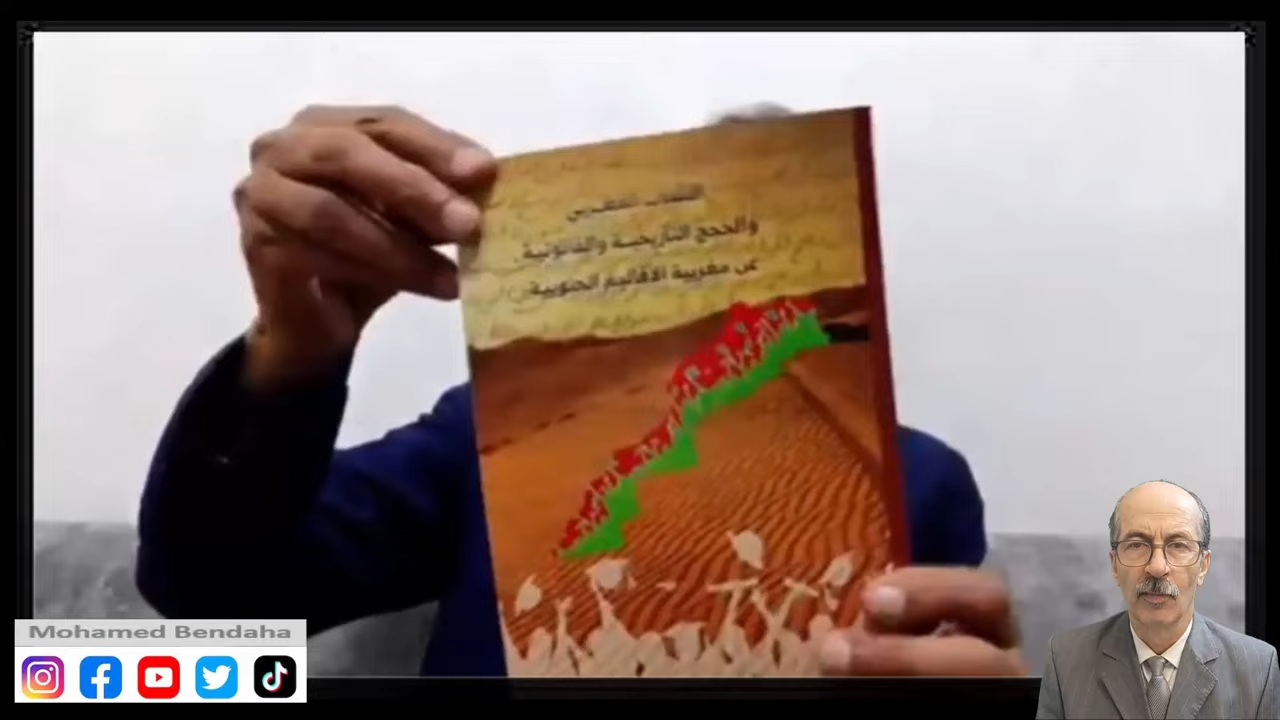 والحجج التاريخية والقانونية
عن مغربية الأقاليم الجنوبية
Mohamed Bendaha